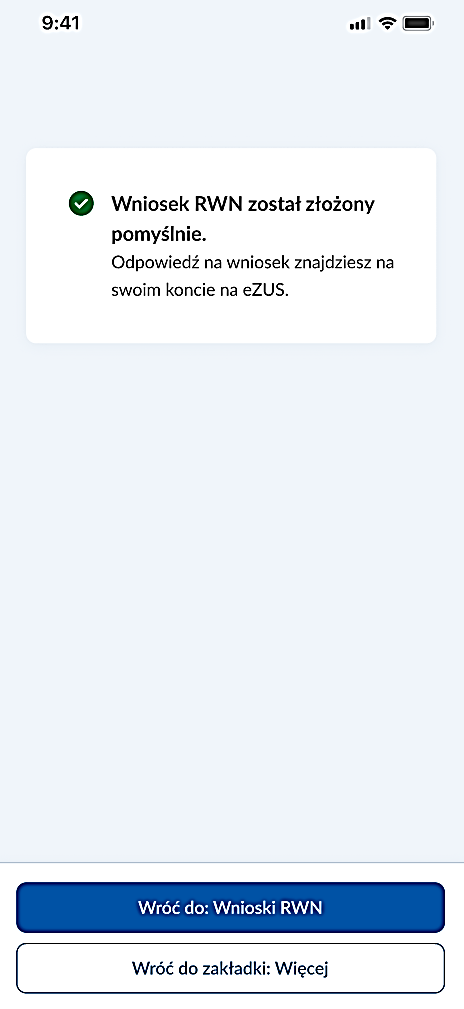 9:41
Wniosek RWN został złożony
pomyślnie.
Odpowiedź na wniosek znajdziesz na
swoim koncie na eZUS.
Wróć do: Wnioski RWN
Wróć do zakładki: Więcej